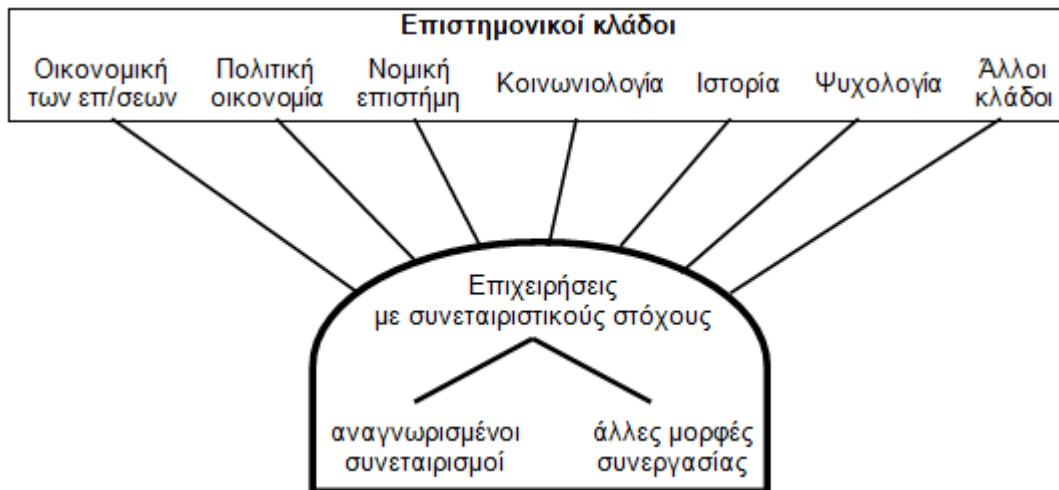 Επιστημονικοί κλάδοι
Οικονομική των επ/σεων
Πολιτική οικονομία
Νομική επιστήμη
Κοινωνιολογία
Ιστορία
Ψυχολογία
Άλλοι κλάδοι
Επιχειρήσεις
με συνεταιριστικούς στόχους
αναγνωρισμένοι
συνεταιρισμοί
άλλες μορφές
συνεργασίας